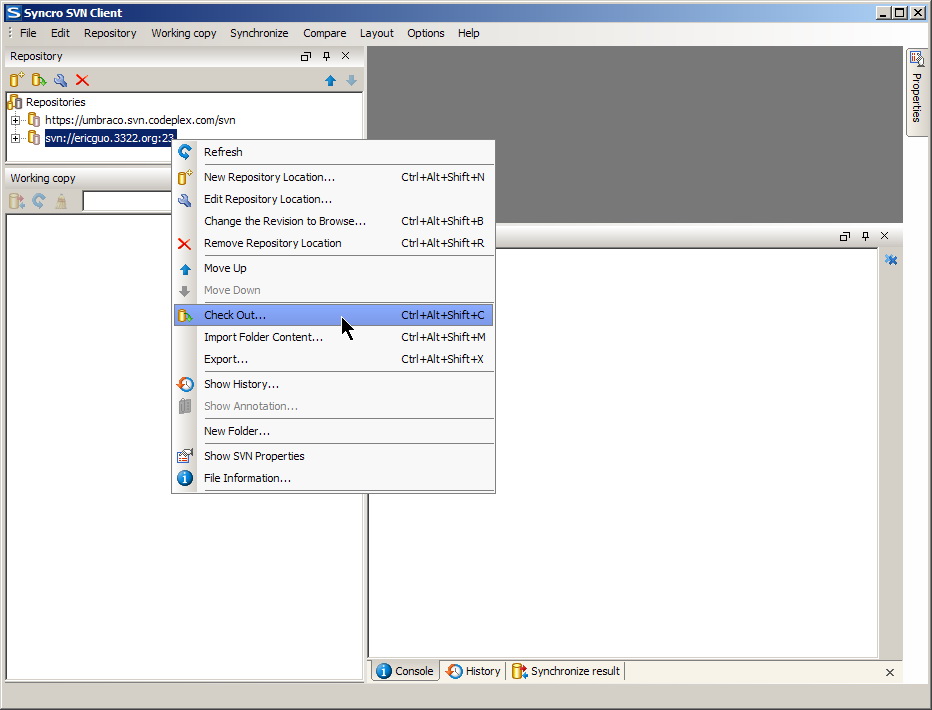 Syncro SVN Client
File Edit Repository Working copy Synchronize Compare Layout Options Help
Repository
Properties
Repositories
https://umbraco.svn.codeplex.com/svn
svn://ericguo.3322.org:23
Working copy
Refresh
New Repository Location... Ctrl+Alt+Shift+N
Edit Repository Location...
Change the Revision to Browse... Ctrl+Alt+Shift+B
Remove Repository Location Ctrl+Alt+Shift+R
Move Up
Move Down
Check Out... Ctrl+Alt+Shift+C
Import Folder Content... Ctrl+Alt+Shift+M
Export... Ctrl+Alt+Shift+X
Show History...
Show Annotation...
New Folder...
Show SVN Properties
File Information...
Console History Synchronize result